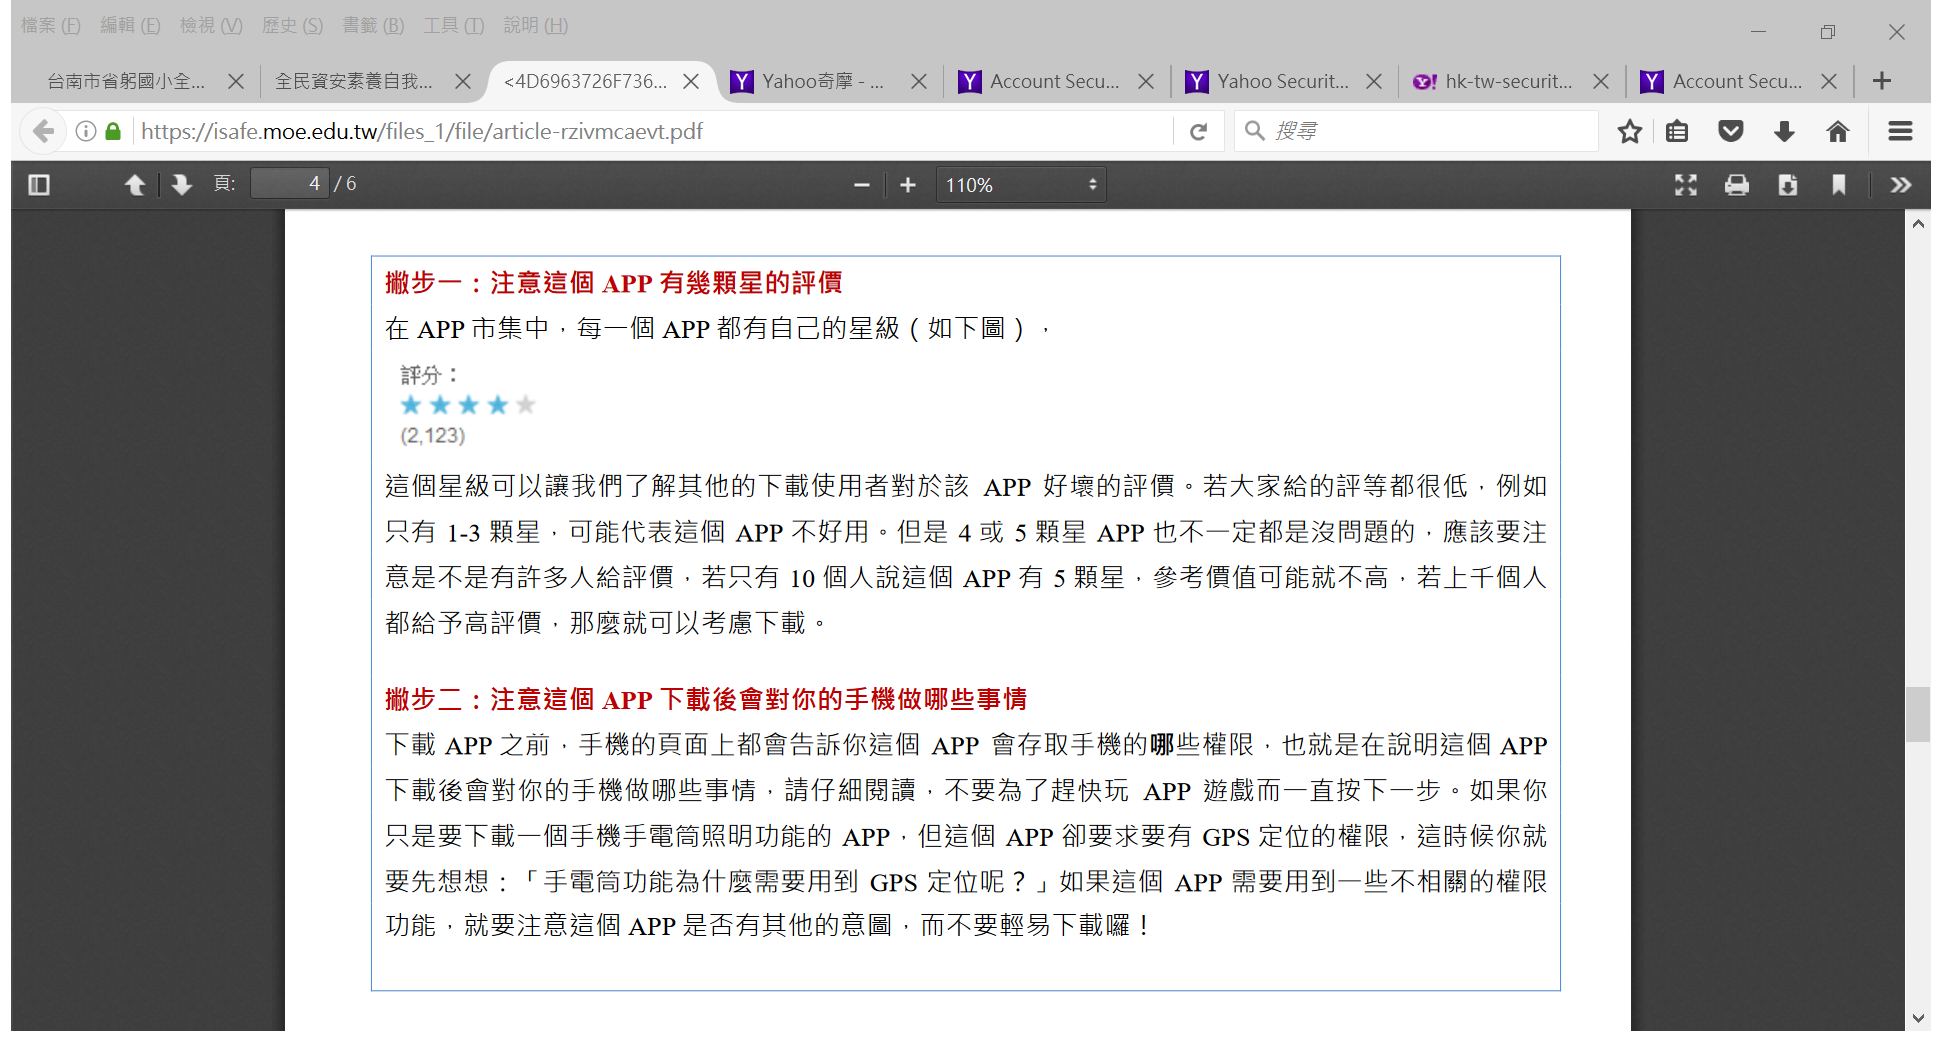 檔案 (F) 編輯 (E) 檢視 (V) 歷史 (S) 書籤 (B) 工具 (T) 說明 (H)
台南市省躬國小全... 全民資安素養自我... <4D6963726F736... Yahoo奇摩 - ... Account Secu... Yahoo Securit... hk-tw-securit... Account Secu...
https://isafe.moe.edu.tw/files_1/file/article-rzivmcaevt.pdf 搜尋
頁: 4 / 6 110%
撇步一：注意這個 APP 有幾顆星的評價
在 APP 市集中，每一個 APP 都有自己的星級（如下圖），
評分：
(2,123)
這個星級可以讓我們了解其他的下載使用者對於該 APP 好壞的評價。若大家給的評等都很低，例如
只有 1-3 顆星，可能代表這個 APP 不好用。但是 4 或 5 顆星 APP 也不一定都是沒問題的，應該要注
意是不是有許多人給評價，若只有 10 個人說這個 APP 有 5 顆星，參考價值可能就不高，若上千個人
都給予高評價，那麼就可以考慮下載。
撇步二：注意這個 APP 下載後會對你的手機做哪些事情
下載 APP 之前，手機的頁面上都會告訴你這個 APP 會存取手機的哪些權限，也就是在說明這個 APP
下載後會對你的手機做哪些事情，請仔細閱讀，不要為了趕快玩 APP 遊戲而一直按下一步。如果你
只是要下載一個手機手電筒照明功能的 APP，但這個 APP 卻要求要有 GPS 定位的權限，這時候你就
要先想想：「手電筒功能為什麼需要用到 GPS 定位呢？」如果這個 APP 需要用到一些不相關的權限
功能，就要注意這個 APP 是否有其他的意圖，而不要輕易下載囉！